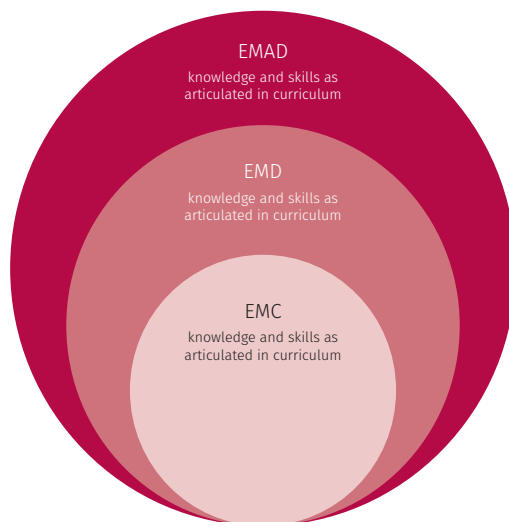 EMAD
knowledge and skills as
articulated in curriculum
EMD
knowledge and skills as
articulated in curriculum
EMC
knowledge and skills as
articulated in curriculum